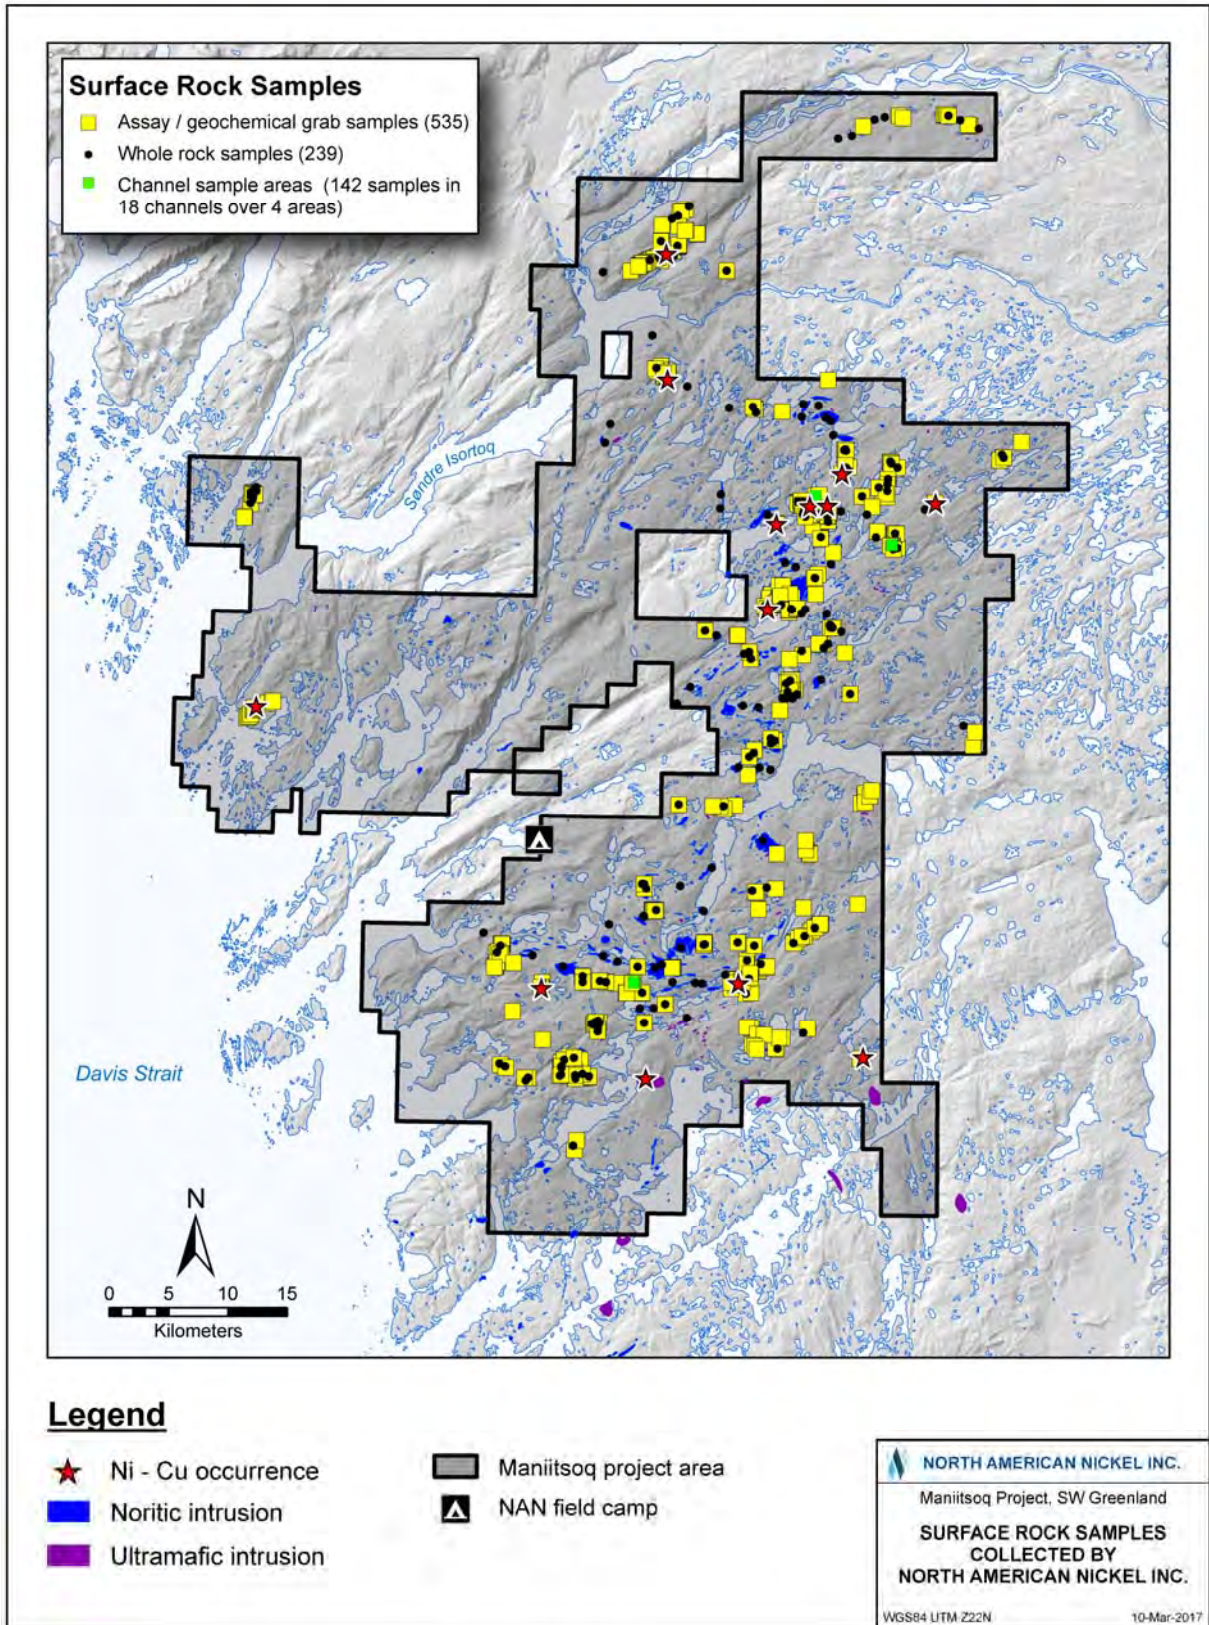 Surface Rock Samples
Assay / geochemical grab samples (535)
Whole rock samples (239)
Channel sample areas (142 samples in
18 channels over 4 areas)
Søndre Isortoq
Davis Strait
N
0 5 10 15
Kilometers
Legend
Ni - Cu occurrence
Noritic intrusion
Ultramafic intrusion
Maniitsoq project area
NAN field camp
NORTH AMERICAN NICKEL INC.
Maniitsoq Project, SW Greenland
SURFACE ROCK SAMPLES
COLLECTED BY
NORTH AMERICAN NICKEL INC.
WGS84 UTM Z22N 10-Mar-2017